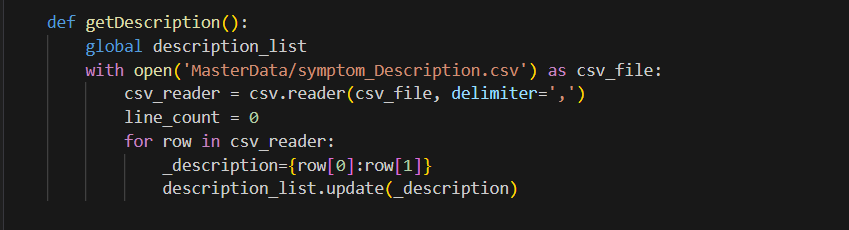 def getDescription():
    global description_list
    with open('MasterData/symptom_Description.csv') as csv_file:
        csv_reader = csv.reader(csv_file, delimiter=',')
        line_count = 0
        for row in csv_reader:
            _description={row[0]:row[1]}
            description_list.update(_description)